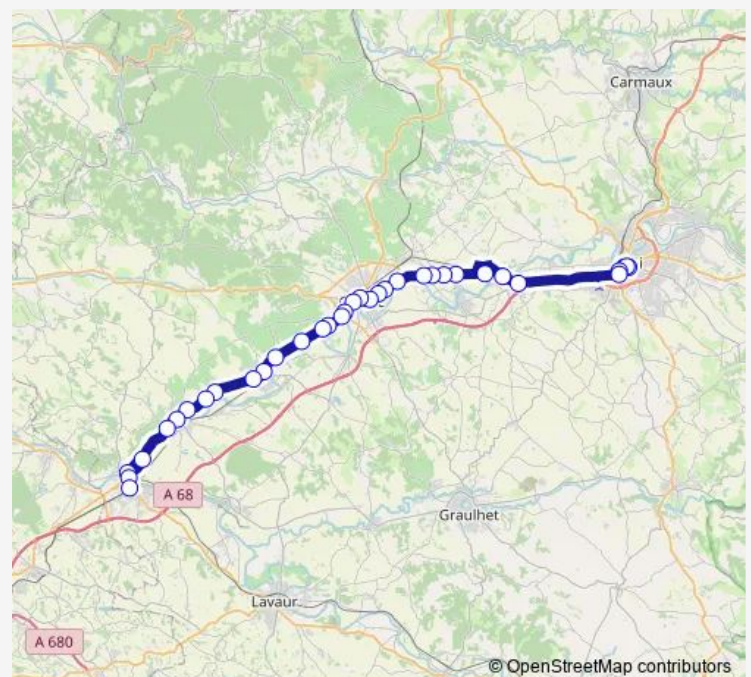 Carmaux
i
A 68
Graulhet
Lavaur
A 680
© OpenStreetMap contributors